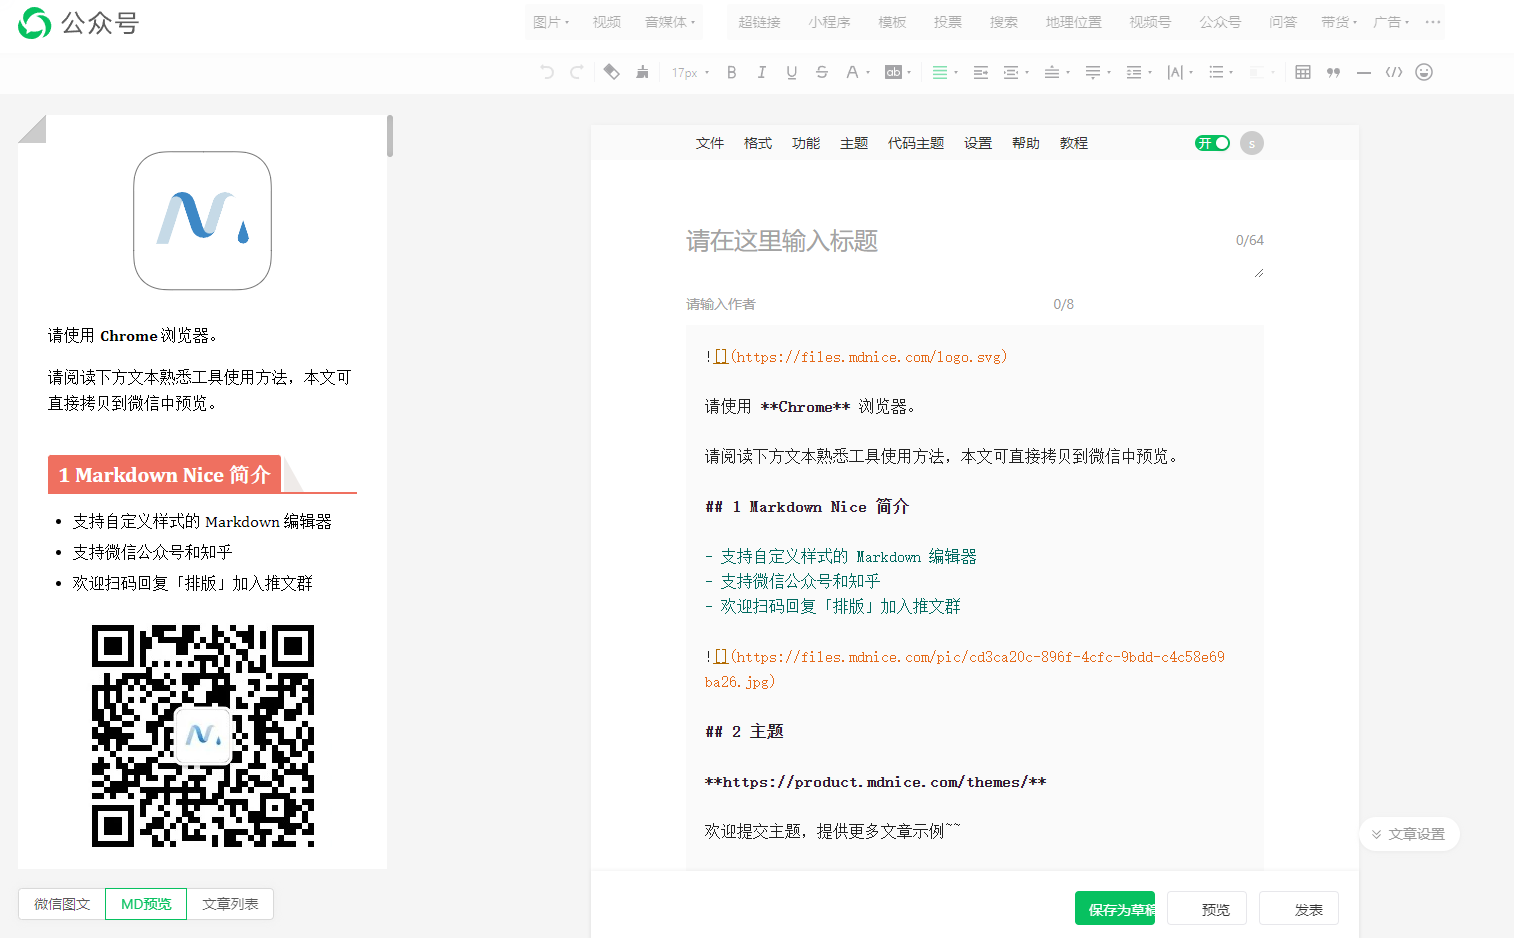 公众号
图片 视频 音媒体 超链接 小程序 模板 投票 搜索 地理位置 视频号 公众号 问答 带货 广告 ···
17px B I U S A ab |A|
请使用 Chrome 浏览器。
请阅读下方文本熟悉工具使用方法，本文可
直接拷贝到微信中预览。
1 Markdown Nice 简介
• 支持自定义样式的 Markdown 编辑器
• 支持微信公众号和知乎
• 欢迎扫码回复「排版」加入推文群
微信图文 MD预览 文章列表
文件 格式 功能 主题 代码主题 设置 帮助 教程 开 s
请在这里输入标题 0/64
请输入作者 0/8
![](https://files.mdnice.com/logo.svg)
请使用 **Chrome** 浏览器。
请阅读下方文本熟悉工具使用方法，本文可直接拷贝到微信中预览。
## 1 Markdown Nice 简介
- 支持自定义样式的 Markdown 编辑器
- 支持微信公众号和知乎
- 欢迎扫码回复「排版」加入推文群
![](https://files.mdnice.com/pic/cd3ca20c-896f-4cfc-9bdd-c4c58e69
ba26.jpg)
## 2 主题
**https://product.mdnice.com/themes/**
欢迎提交主题，提供更多文章示例~~
文章设置
保存为草稿 预览 发表